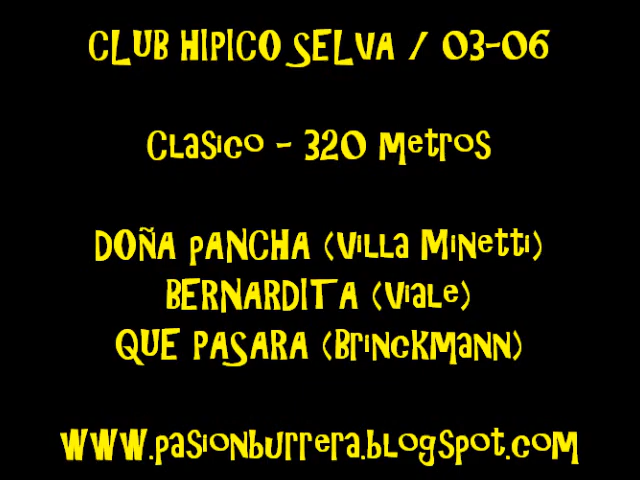 CLUB HIPICO SELVA / 03-06
Clasico - 320 Metros
DOÑA PANCHA (Villa Minetti)
BERNARDITA (Viale)
QUE PASARA (Brinckmann)
WWW.pasionburrera.blogspot.com